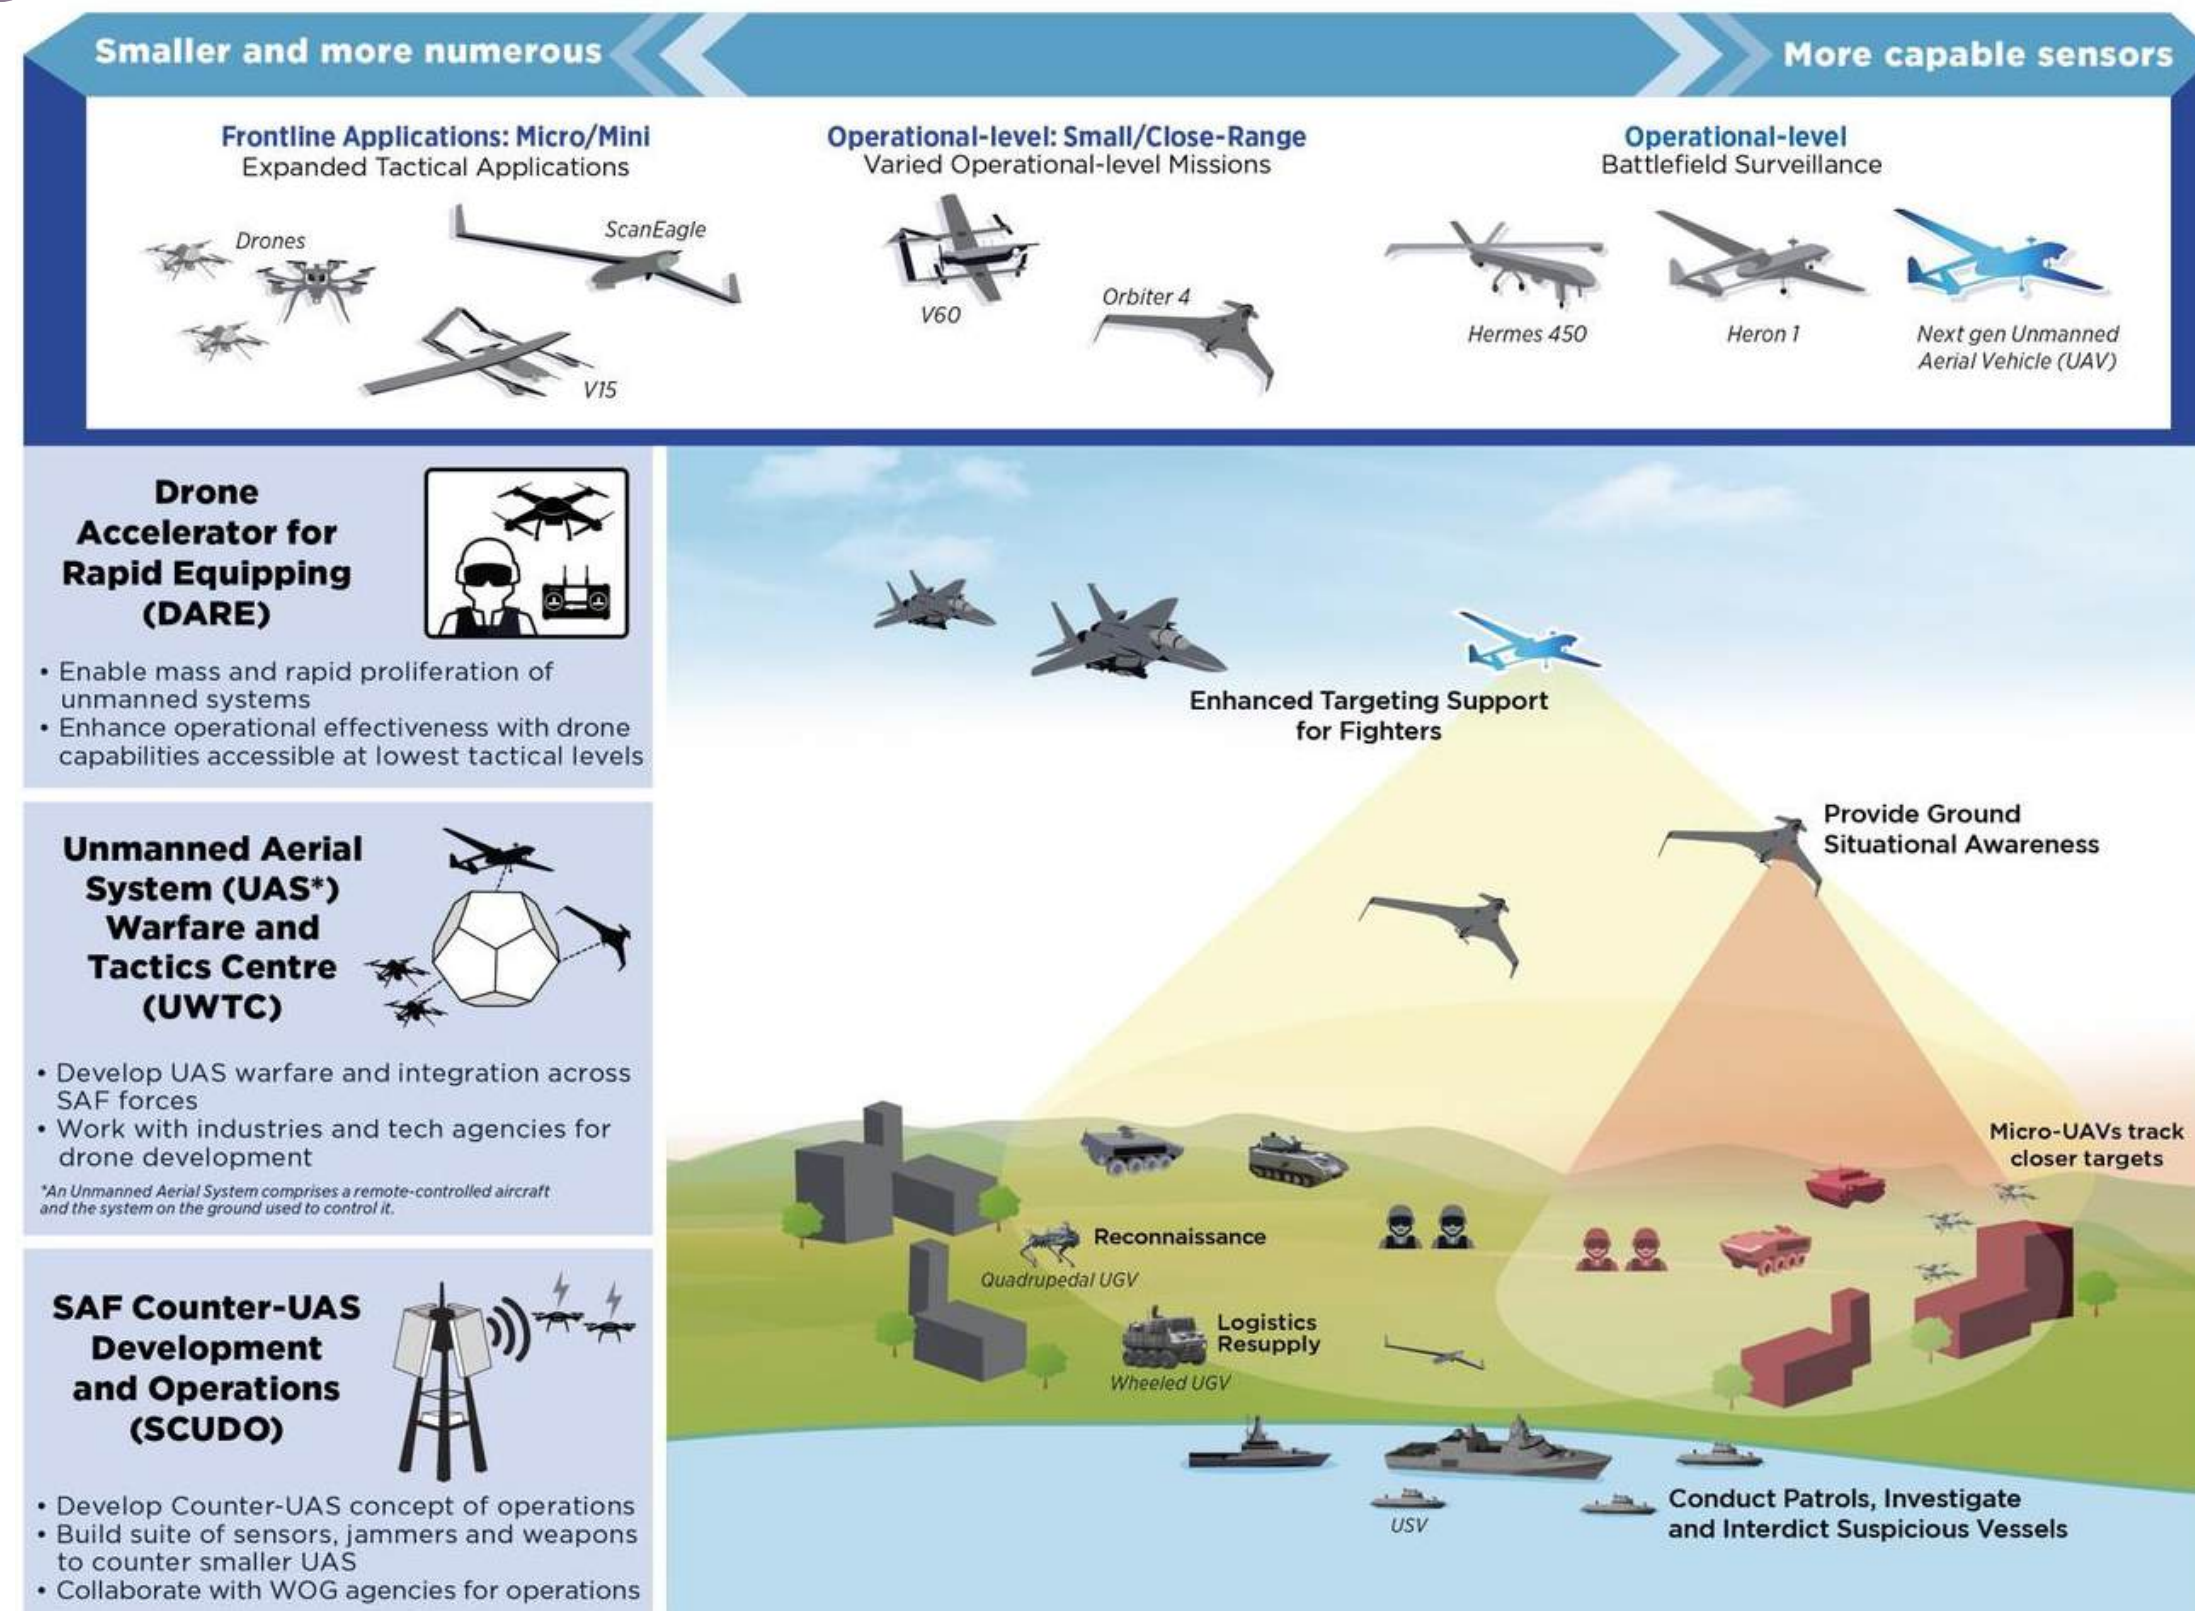 Smaller and more numerous
More capable sensors
Frontline Applications: Micro/Mini
Expanded Tactical Applications
Drones
ScanEagle
V15
Operational-level: Small/Close-Range
Varied Operational-level Missions
V60
Orbiter 4
Operational-level
Battlefield Surveillance
Hermes 450
Heron 1
Next gen Unmanned
Aerial Vehicle (UAV)
Drone
Accelerator for
Rapid Equipping
(DARE)
• Enable mass and rapid proliferation of
unmanned systems
• Enhance operational effectiveness with drone
capabilities accessible at lowest tactical levels
Unmanned Aerial
System (UAS*)
Warfare and
Tactics Centre
(UWTC)
• Develop UAS warfare and integration across
SAF forces
• Work with industries and tech agencies for
drone development
*An Unmanned Aerial System comprises a remote-controlled aircraft
and the system on the ground used to control it.
SAF Counter-UAS
Development
and Operations
(SCUDO)
• Develop Counter-UAS concept of operations
• Build suite of sensors, jammers and weapons
to counter smaller UAS
• Collaborate with WOG agencies for operations
Enhanced Targeting Support
for Fighters
Provide Ground
Situational Awareness
Micro-UAVs track
closer targets
Reconnaissance
Quadrupedal UGV
Logistics
Resupply
Wheeled UGV
USV
Conduct Patrols, Investigate
and Interdict Suspicious Vessels